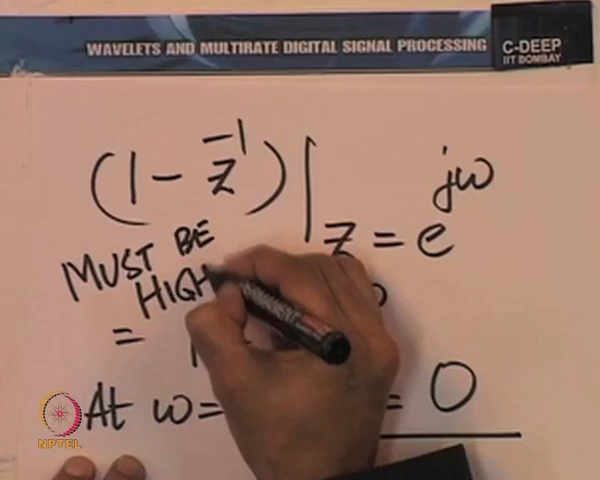 WAVELETS AND MULTIRATE DIGITAL SIGNAL PROCESSING
C-DEEP
IIT BOMBAY
(1 - z⁻¹) | z = e^{jω}
MUST BE
HIGH
=
At ω = = 0
NPTEL